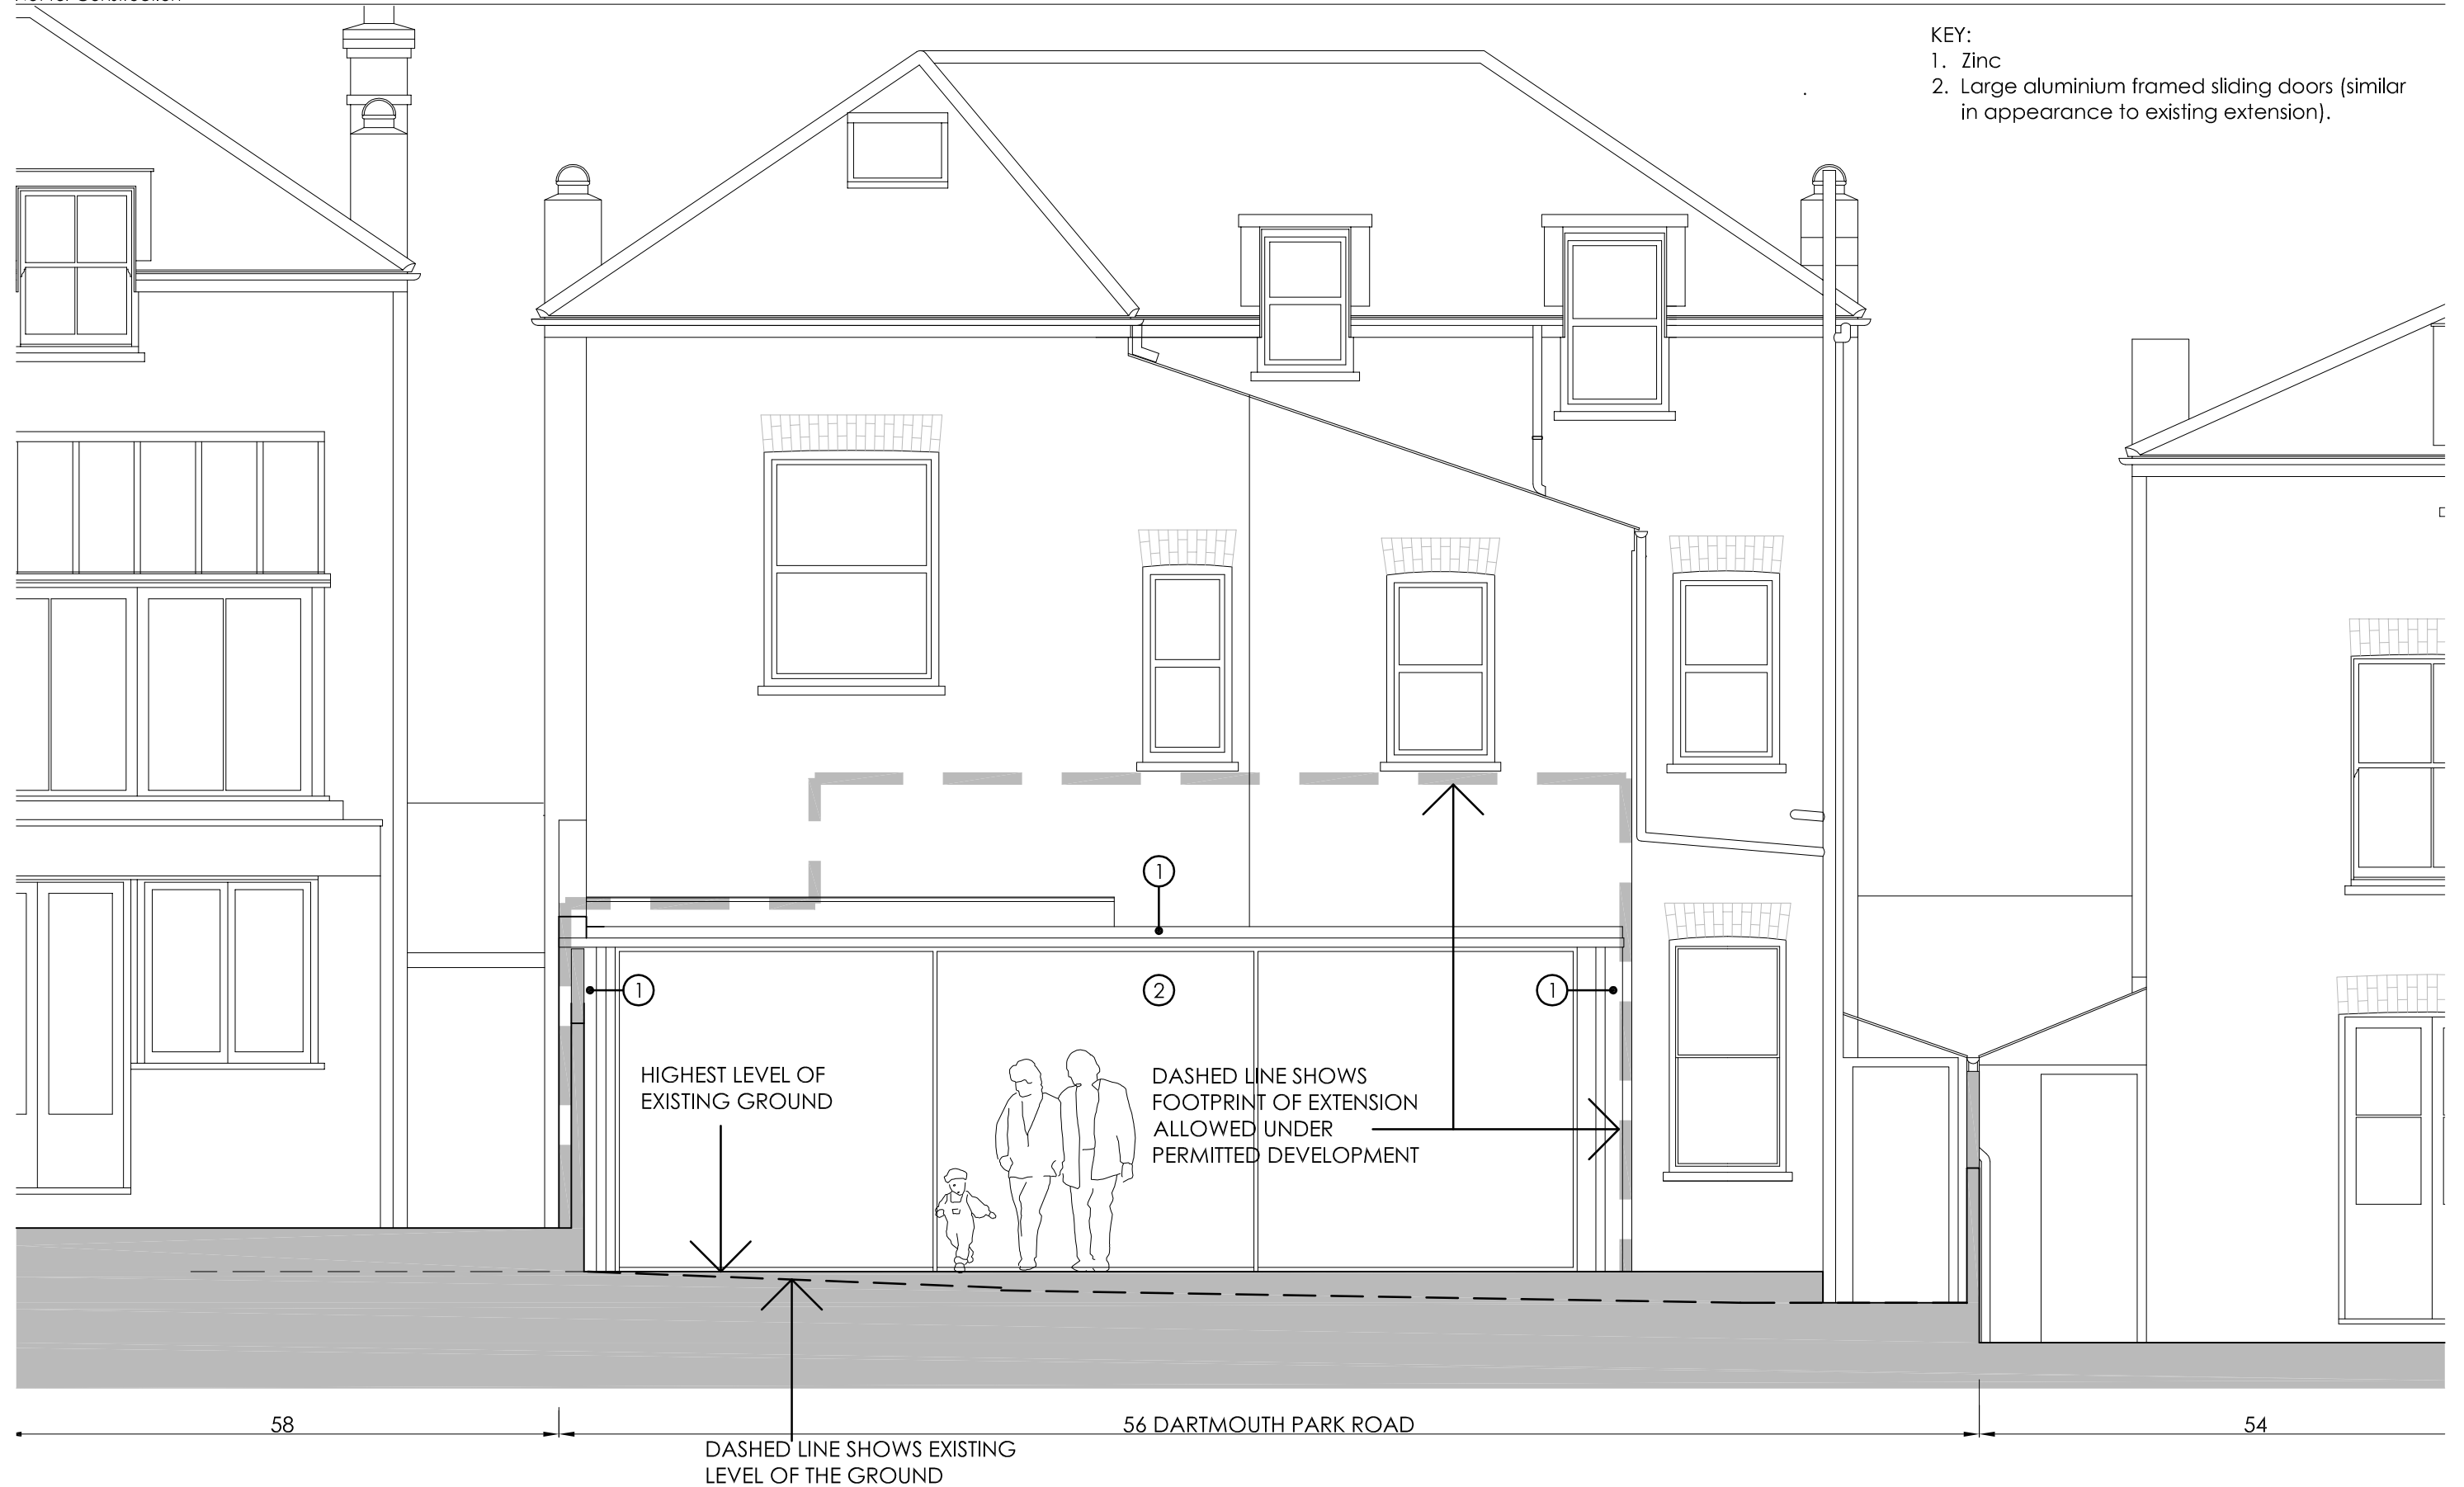 KEY:
1. Zinc
2. Large aluminium framed sliding doors (similar
in appearance to existing extension).
1
1
2
1
HIGHEST LEVEL OF
EXISTING GROUND
DASHED LINE SHOWS
FOOTPRINT OF EXTENSION
ALLOWED UNDER
PERMITTED DEVELOPMENT
58
56 DARTMOUTH PARK ROAD
54
DASHED LINE SHOWS EXISTING
LEVEL OF THE GROUND